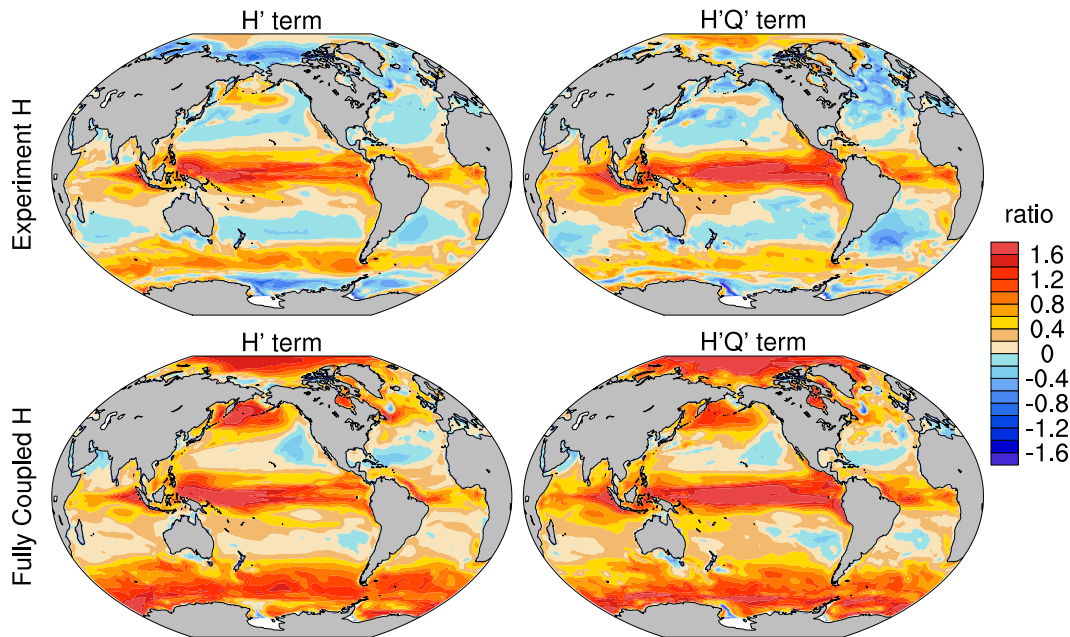 H' term
H'Q' term
Experiment H
ratio
1.6
1.2
0.8
0.4
0
-0.4
-0.8
-1.2
-1.6
H' term
H'Q' term
Fully Coupled H